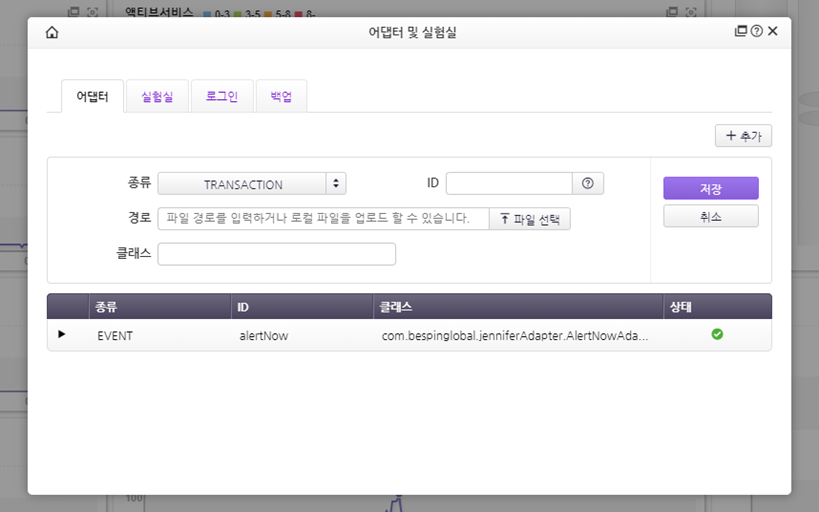 액티브서비스 0-3 3-5 5-8 8-
어댑터 및 실험실
어댑터 실험실 로그인 백업
+ 추가
종류 TRANSACTION ID
저장
경로 파일 경로를 입력하거나 로컬 파일을 업로드 할 수 있습니다. 파일 선택
취소
클래스
종류 ID 클래스 상태
EVENT alertNow com.bespinglobal.jenniferAdapter.AlertNowAda...
100